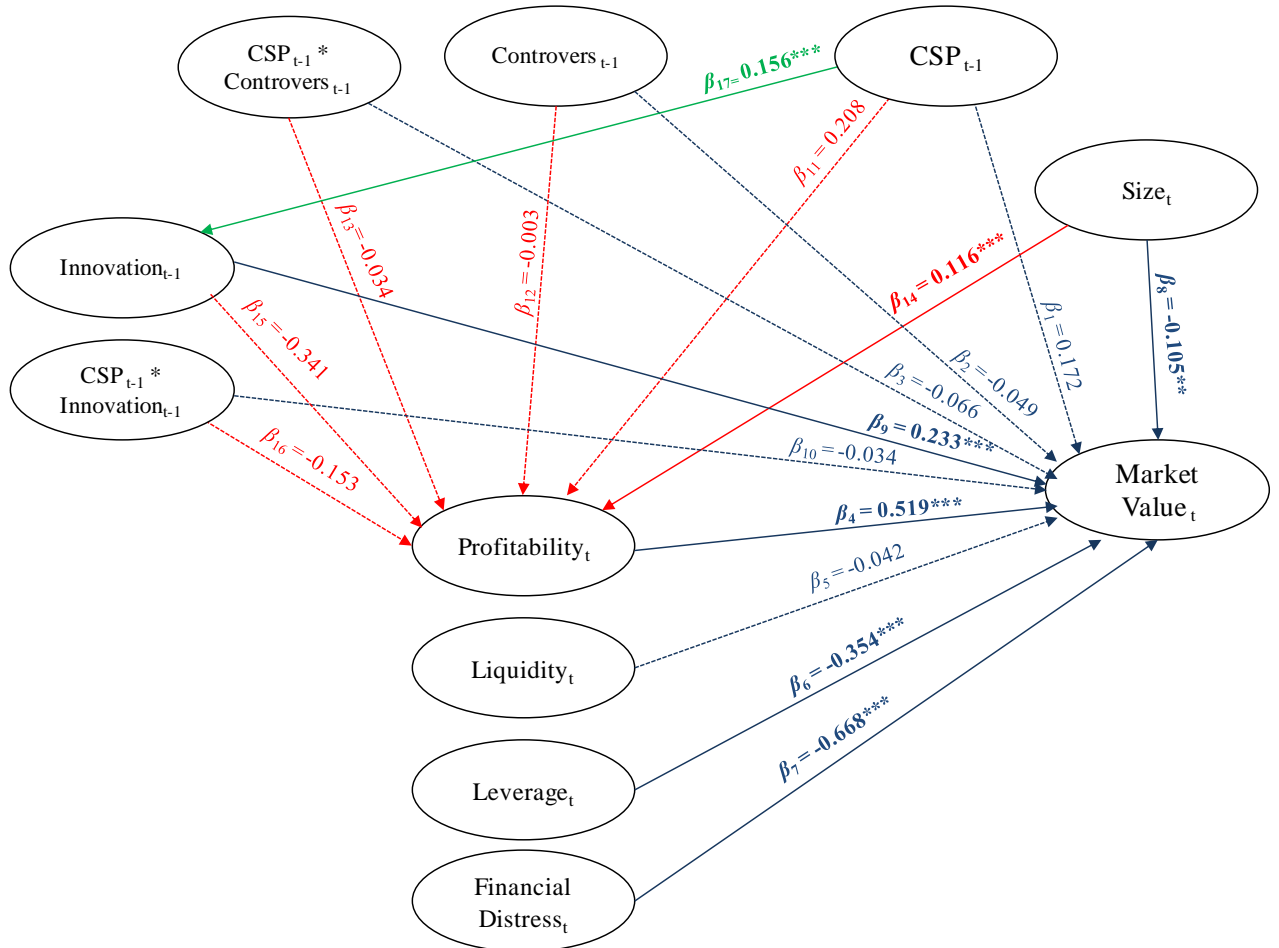 CSP t-1 *
Controvers t-1
Controvers t-1
CSP t-1
β17= 0.156***
β11 = 0.208
Size t
β13 = -0.034
β12 = -0.003
Innovation t-1
β14 = 0.116***
β8 = -0.105**
β15 = -0.341
β1 = 0.172
β2 = -0.049
β3 = -0.066
CSP t-1 *
Innovation t-1
β9 = 0.233***
β16 = -0.153
β10 = -0.034
Market
Value t
β4 = 0.519***
Profitability t
β5 = -0.042
Liquidity t
β6 = -0.354***
β7 = -0.668***
Leverage t
Financial
Distress t